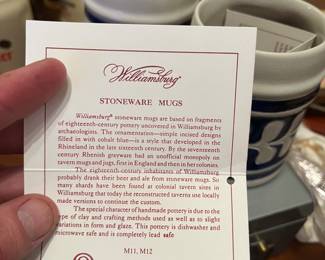 Williamsburg®
STONEWARE MUGS
Williamsburg® stoneware mugs are based on fragments
of eighteenth-century pottery uncovered in Williamsburg by
archaeologists. The ornamentation—simple incised designs
filled in with cobalt blue—is a style that developed in the
Rhineland in the late sixteenth century. By the seventeenth
century Rhenish greyware had an unofficial monopoly on
tavern mugs and jugs, first in England and then in her colonies.
The eighteenth-century inhabitants of Williamsburg
probably drank their beer and ale from stoneware mugs. So
many shards have been found at colonial tavern sites in
Williamsburg that today the reconstructed taverns use locally
made versions to continue the custom.
The special character of handmade pottery is due to the
type of clay and crafting methods used as well as to slight
variations in form and glaze. This pottery is dishwasher and
microwave safe and is completely lead safe
M11, M12